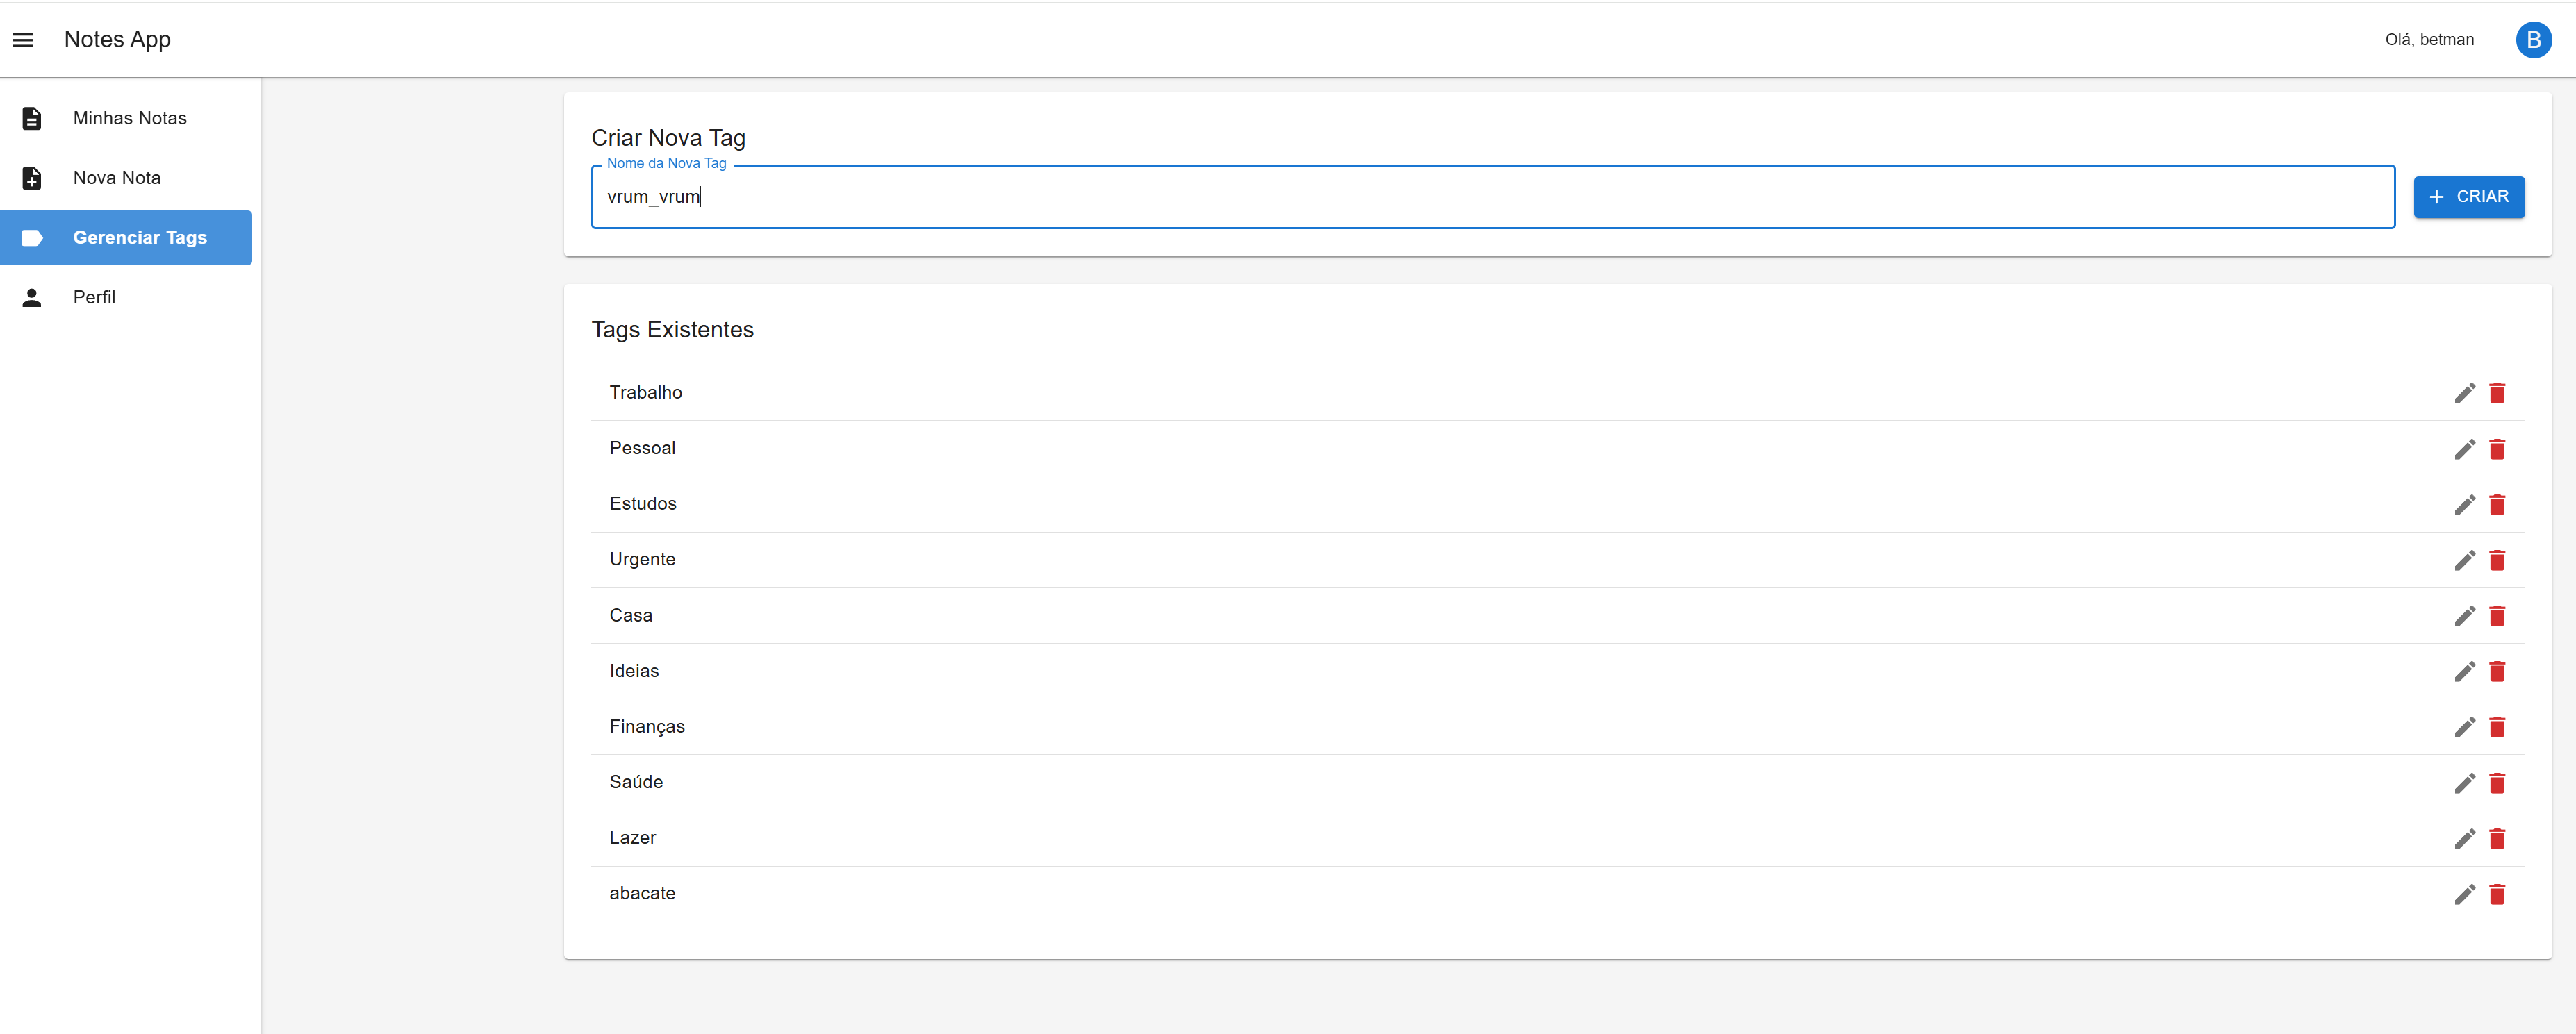 Notes App
Olá, betman
B
Minhas Notas
Nova Nota
Gerenciar Tags
Perfil
Criar Nova Tag
Nome da Nova Tag
vrum_vrum
CRIAR
Tags Existentes
Trabalho
Pessoal
Estudos
Urgente
Casa
Ideias
Finanças
Saúde
Lazer
abacate